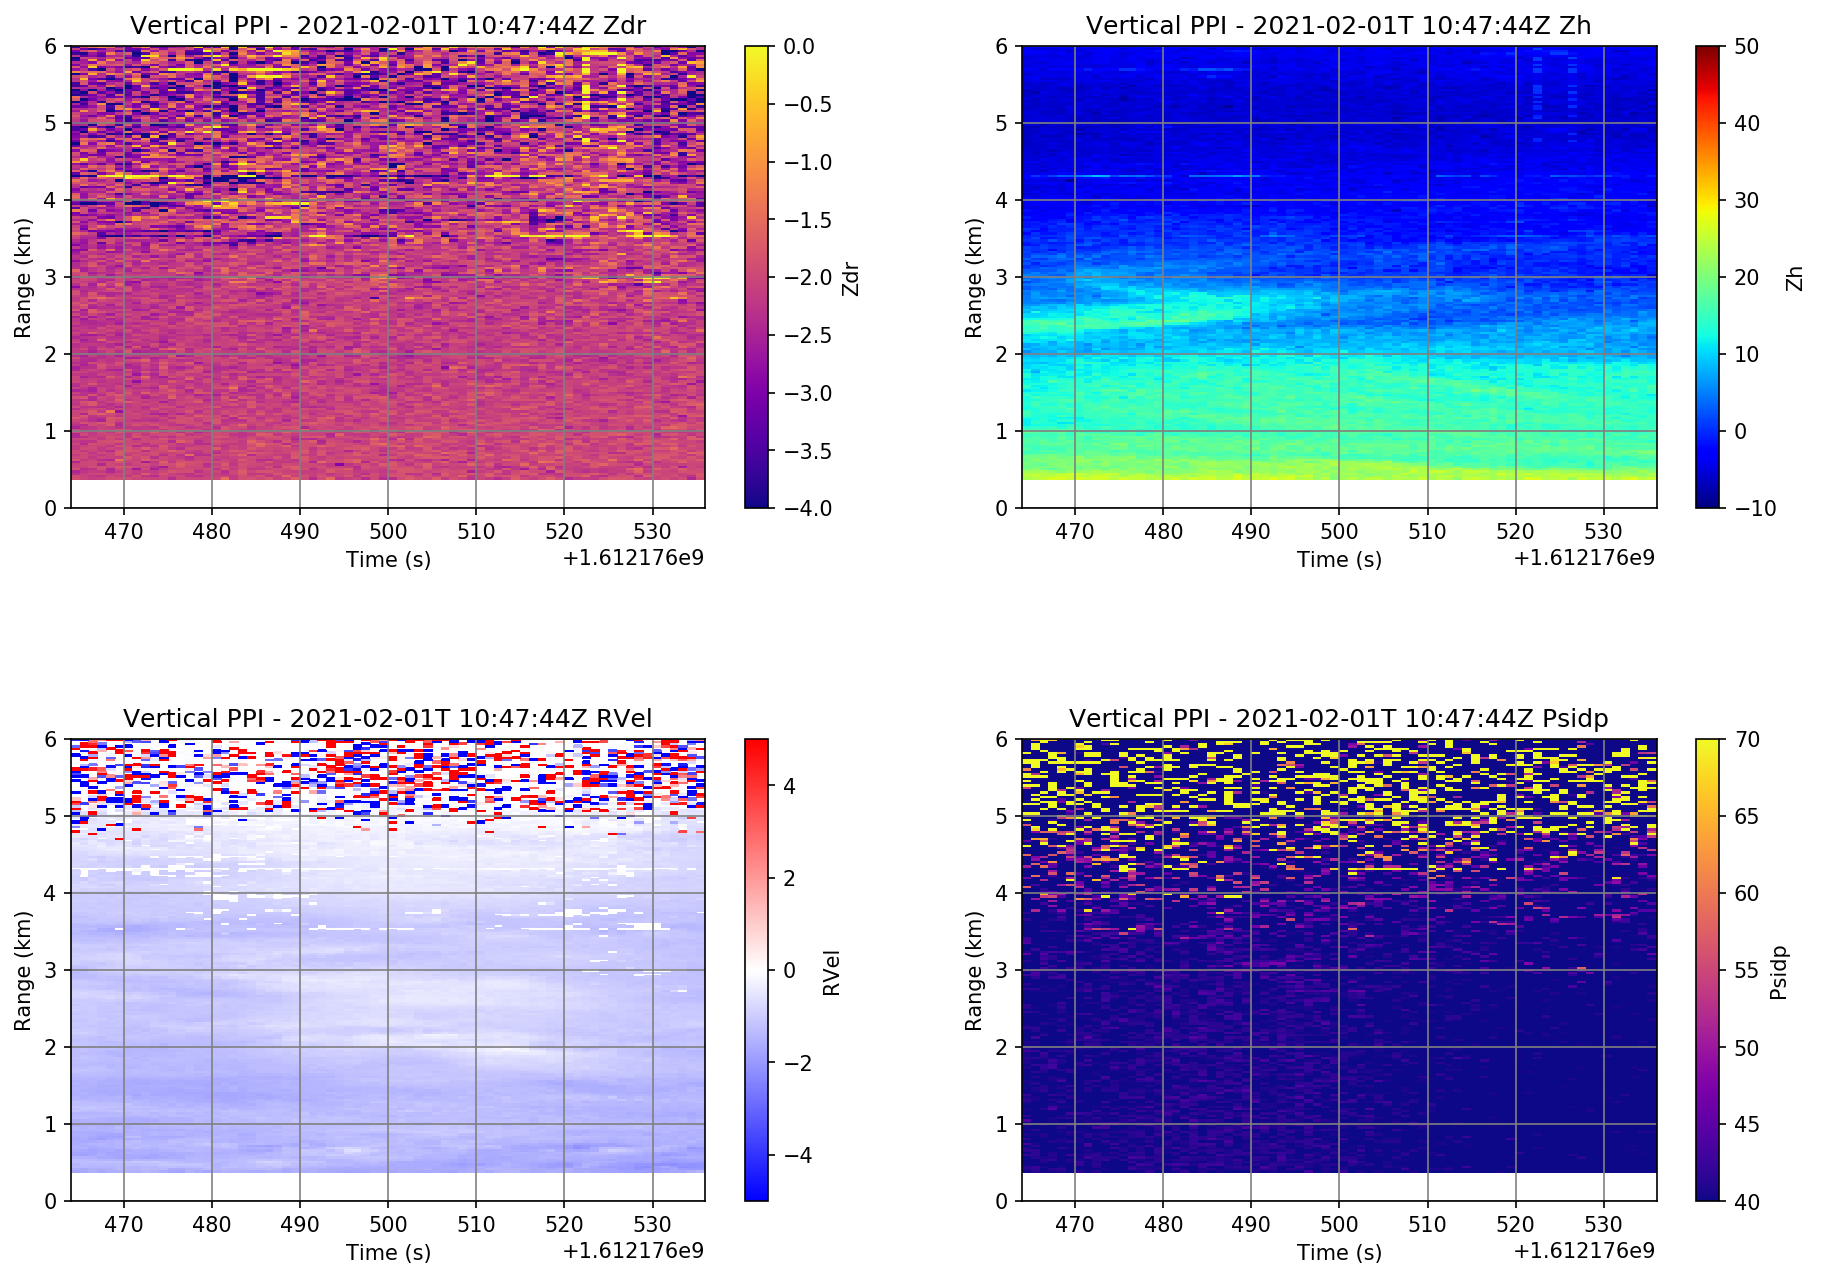 Vertical PPI - 2021-02-01T 10:47:44Z Zdr
6
5
4
3
2
1
0
Range (km)
470 480 490 500 510 520 530
Time (s)
+1.612176e9
0.0
−0.5
−1.0
−1.5
−2.0
−2.5
−3.0
−3.5
−4.0
Zdr
Vertical PPI - 2021-02-01T 10:47:44Z Zh
6
5
4
3
2
1
0
Range (km)
470 480 490 500 510 520 530
Time (s)
+1.612176e9
50
40
30
20
10
0
−10
Zh
Vertical PPI - 2021-02-01T 10:47:44Z RVel
6
5
4
3
2
1
0
Range (km)
470 480 490 500 510 520 530
Time (s)
+1.612176e9
4
2
0
−2
−4
RVel
Vertical PPI - 2021-02-01T 10:47:44Z Psidp
6
5
4
3
2
1
0
Range (km)
470 480 490 500 510 520 530
Time (s)
+1.612176e9
70
65
60
55
50
45
40
Psidp